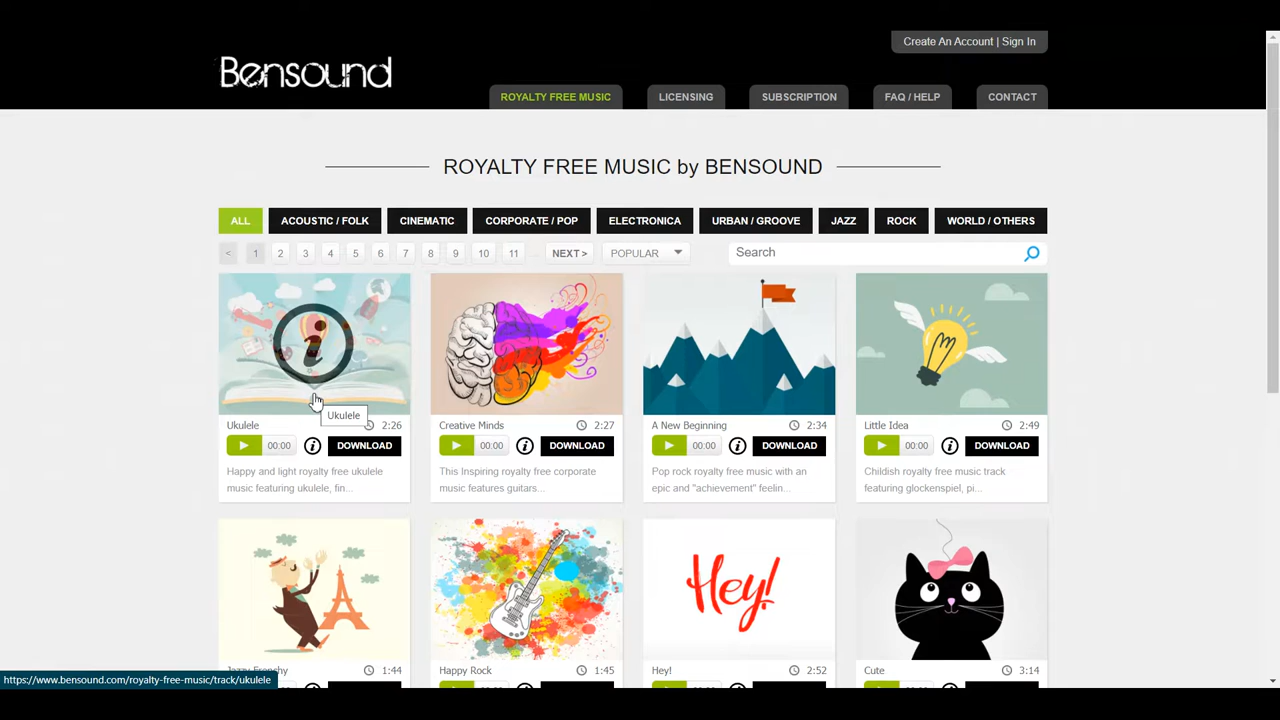 Create An Account | Sign In
Bensound
ROYALTY FREE MUSIC
LICENSING
SUBSCRIPTION
FAQ / HELP
CONTACT
ROYALTY FREE MUSIC by BENSOUND
ALL
ACOUSTIC / FOLK
CINEMATIC
CORPORATE / POP
ELECTRONICA
URBAN / GROOVE
JAZZ
ROCK
WORLD / OTHERS
< 1 2 3 4 5 6 7 8 9 10 11 NEXT > POPULAR Search
i
Ukulele
Ukulele 2:26
Creative Minds 2:27
A New Beginning 2:34
Little Idea 2:49
00:00 i DOWNLOAD
00:00 i DOWNLOAD
00:00 i DOWNLOAD
00:00 i DOWNLOAD
Happy and light royalty free ukulele
music featuring ukulele, fin...
This Inspiring royalty free corporate
music features guitars...
Pop rock royalty free music with an
epic and "achievement" feelin...
Childish royalty free music track
featuring glockenspiel, pi...
Hey!
Jazzy Frenchy 1:44
Happy Rock 1:45
Hey! 2:52
Cute 3:14
https://www.bensound.com/royalty-free-music/track/ukulele